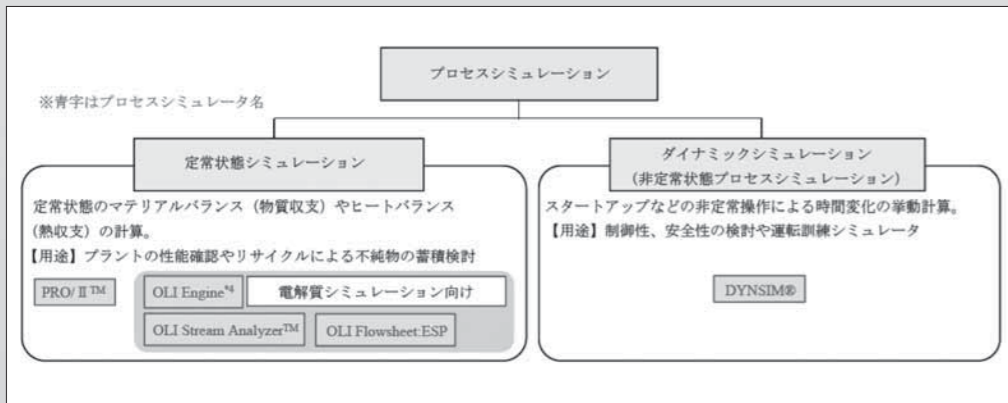 プロセスシミュレーション
※青字はプロセスシミュレータ名
定常状態シミュレーション
定常状態のマテリアルバランス（物質収支）やヒートバランス
（熱収支）の計算。
【用途】プラントの性能確認やリサイクルによる不純物の蓄積検討
PRO/Ⅱ™
OLI Engine*4
電解質シミュレーション向け
OLI Stream Analyzer™
OLI Flowsheet:ESP
ダイナミックシミュレーション
（非定常状態プロセスシミュレーション）
スタートアップなどの非定常操作による時間変化の挙動計算。
【用途】制御性、安全性の検討や運転訓練シミュレータ
DYNSIM®